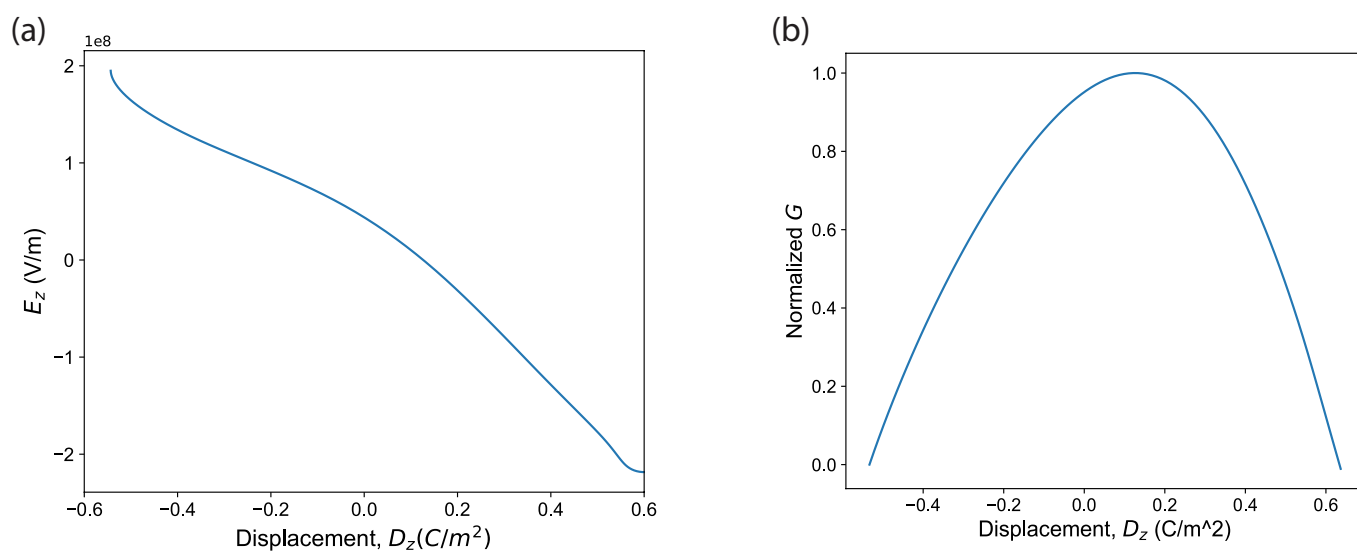 (a)
1e8
2
1
0
−1
−2
E_z (V/m)
−0.6 −0.4 −0.2 0.0 0.2 0.4 0.6
Displacement, D_z(C/m²)
(b)
1.0
0.8
0.6
0.4
0.2
0.0
Normalized G
−0.4 −0.2 0.0 0.2 0.4 0.6
Displacement, D_z (C/m^2)